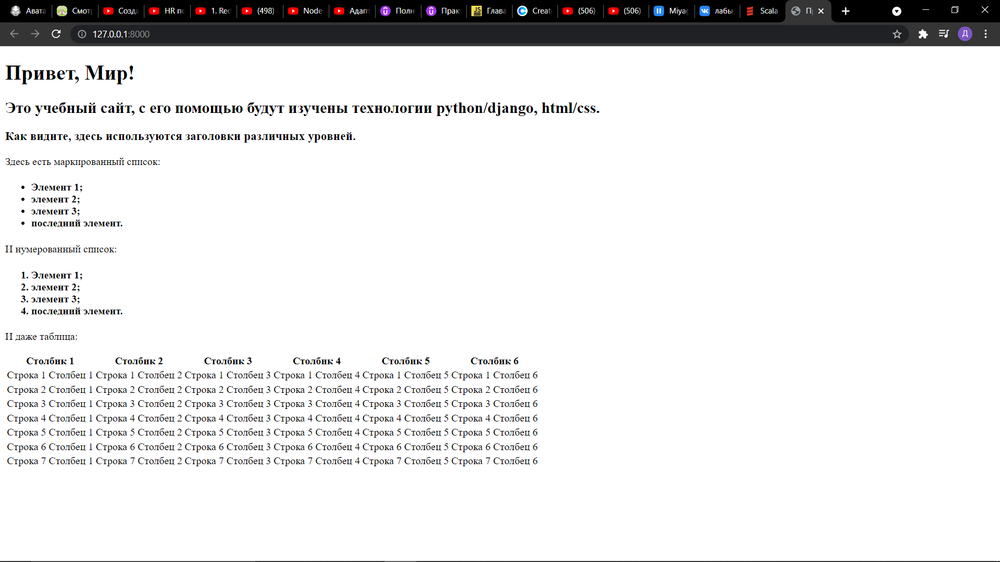 Авата
Смотр
Созда
HR по
1. Rec
(498)
Node
Адап
Полн
Прак
JS
Глава
Create
(506)
(506)
Miyag
лабы
Scala
127.0.0.1:8000
Д
Привет, Мир!
Это учебный сайт, с его помощью будут изучены технологии python/django, html/css.
Как видите, здесь используются заголовки различных уровней.
Здесь есть маркированный список:
• Элемент 1;
• элемент 2;
• элемент 3;
• последний элемент.
И нумерованный список:
1. Элемент 1;
2. элемент 2;
3. элемент 3;
4. последний элемент.
И даже таблица:
Столбик 1 Столбик 2 Столбик 3 Столбик 4 Столбик 5 Столбик 6
Строка 1 Столбец 1 Строка 1 Столбец 2 Строка 1 Столбец 3 Строка 1 Столбец 4 Строка 1 Столбец 5 Строка 1 Столбец 6
Строка 2 Столбец 1 Строка 2 Столбец 2 Строка 2 Столбец 3 Строка 2 Столбец 4 Строка 2 Столбец 5 Строка 2 Столбец 6
Строка 3 Столбец 1 Строка 3 Столбец 2 Строка 3 Столбец 3 Строка 3 Столбец 4 Строка 3 Столбец 5 Строка 3 Столбец 6
Строка 4 Столбец 1 Строка 4 Столбец 2 Строка 4 Столбец 3 Строка 4 Столбец 4 Строка 4 Столбец 5 Строка 4 Столбец 6
Строка 5 Столбец 1 Строка 5 Столбец 2 Строка 5 Столбец 3 Строка 5 Столбец 4 Строка 5 Столбец 5 Строка 5 Столбец 6
Строка 6 Столбец 1 Строка 6 Столбец 2 Строка 6 Столбец 3 Строка 6 Столбец 4 Строка 6 Столбец 5 Строка 6 Столбец 6
Строка 7 Столбец 1 Строка 7 Столбец 2 Строка 7 Столбец 3 Строка 7 Столбец 4 Строка 7 Столбец 5 Строка 7 Столбец 6